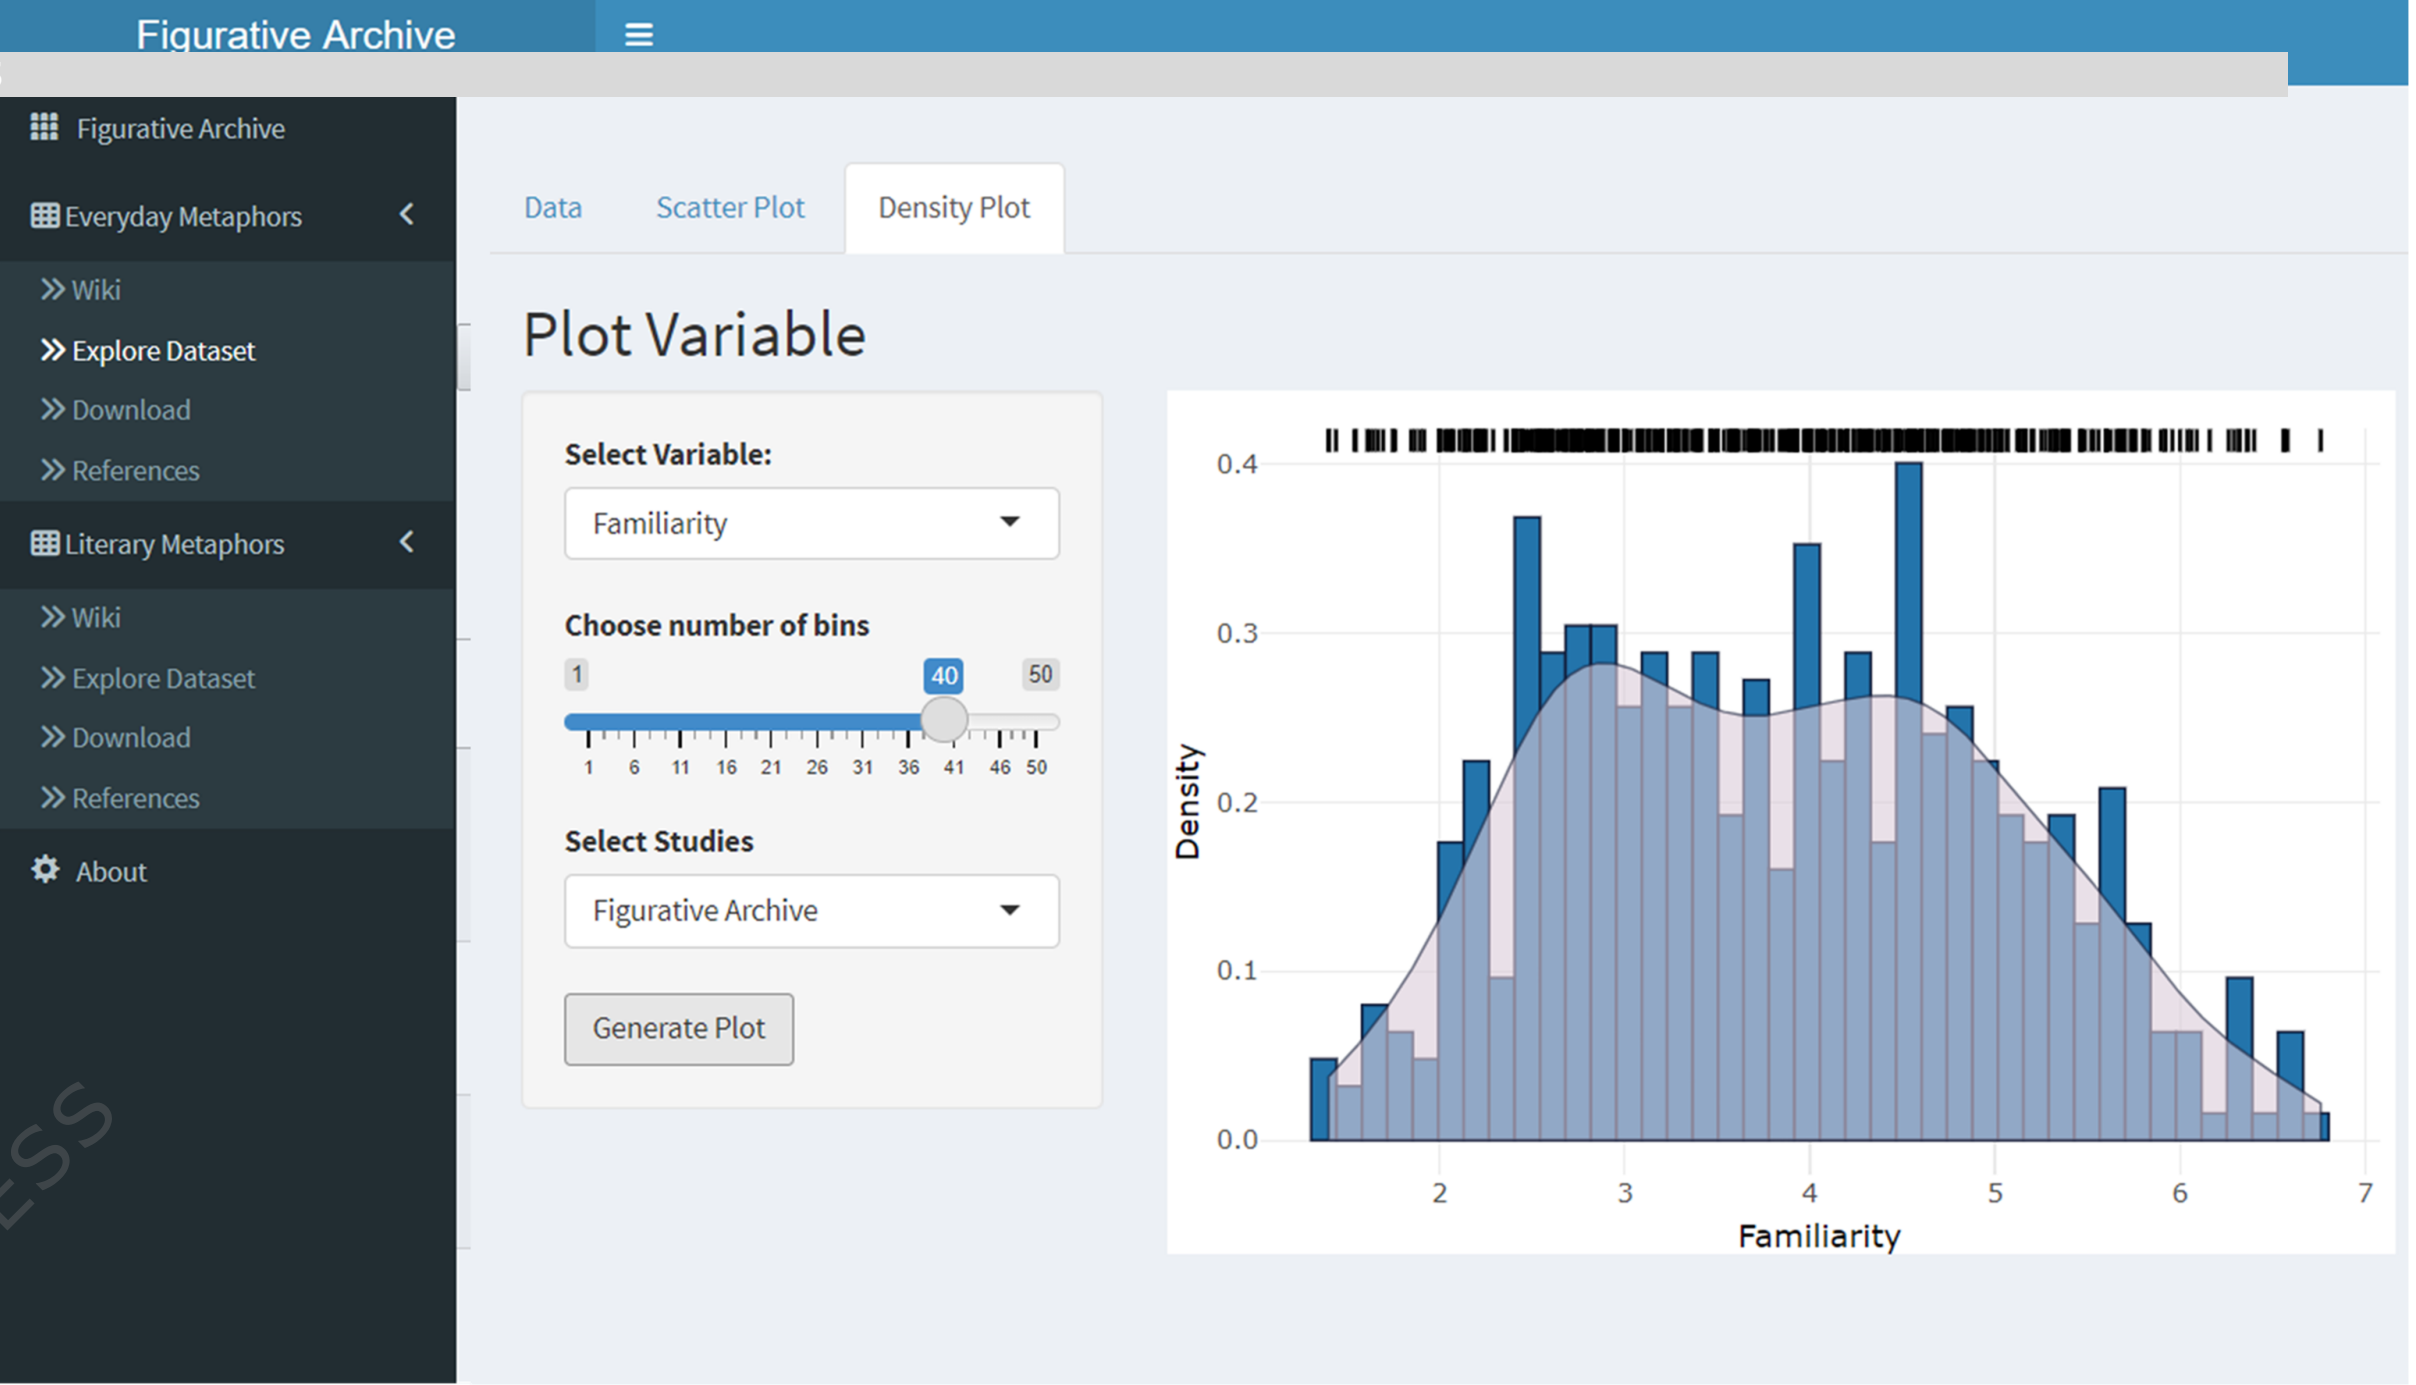 Figurative Archive
Figurative Archive
Everyday Metaphors
Wiki
Explore Dataset
Download
References
Literary Metaphors
Wiki
Explore Dataset
Download
References
About
ESS
Data Scatter Plot Density Plot
Plot Variable
Select Variable:
Familiarity
Choose number of bins
1 40 50
1 6 11 16 21 26 31 36 41 46 50
Select Studies
Figurative Archive
Generate Plot
Density
0.4
0.3
0.2
0.1
0.0
2 3 4 5 6 7
Familiarity